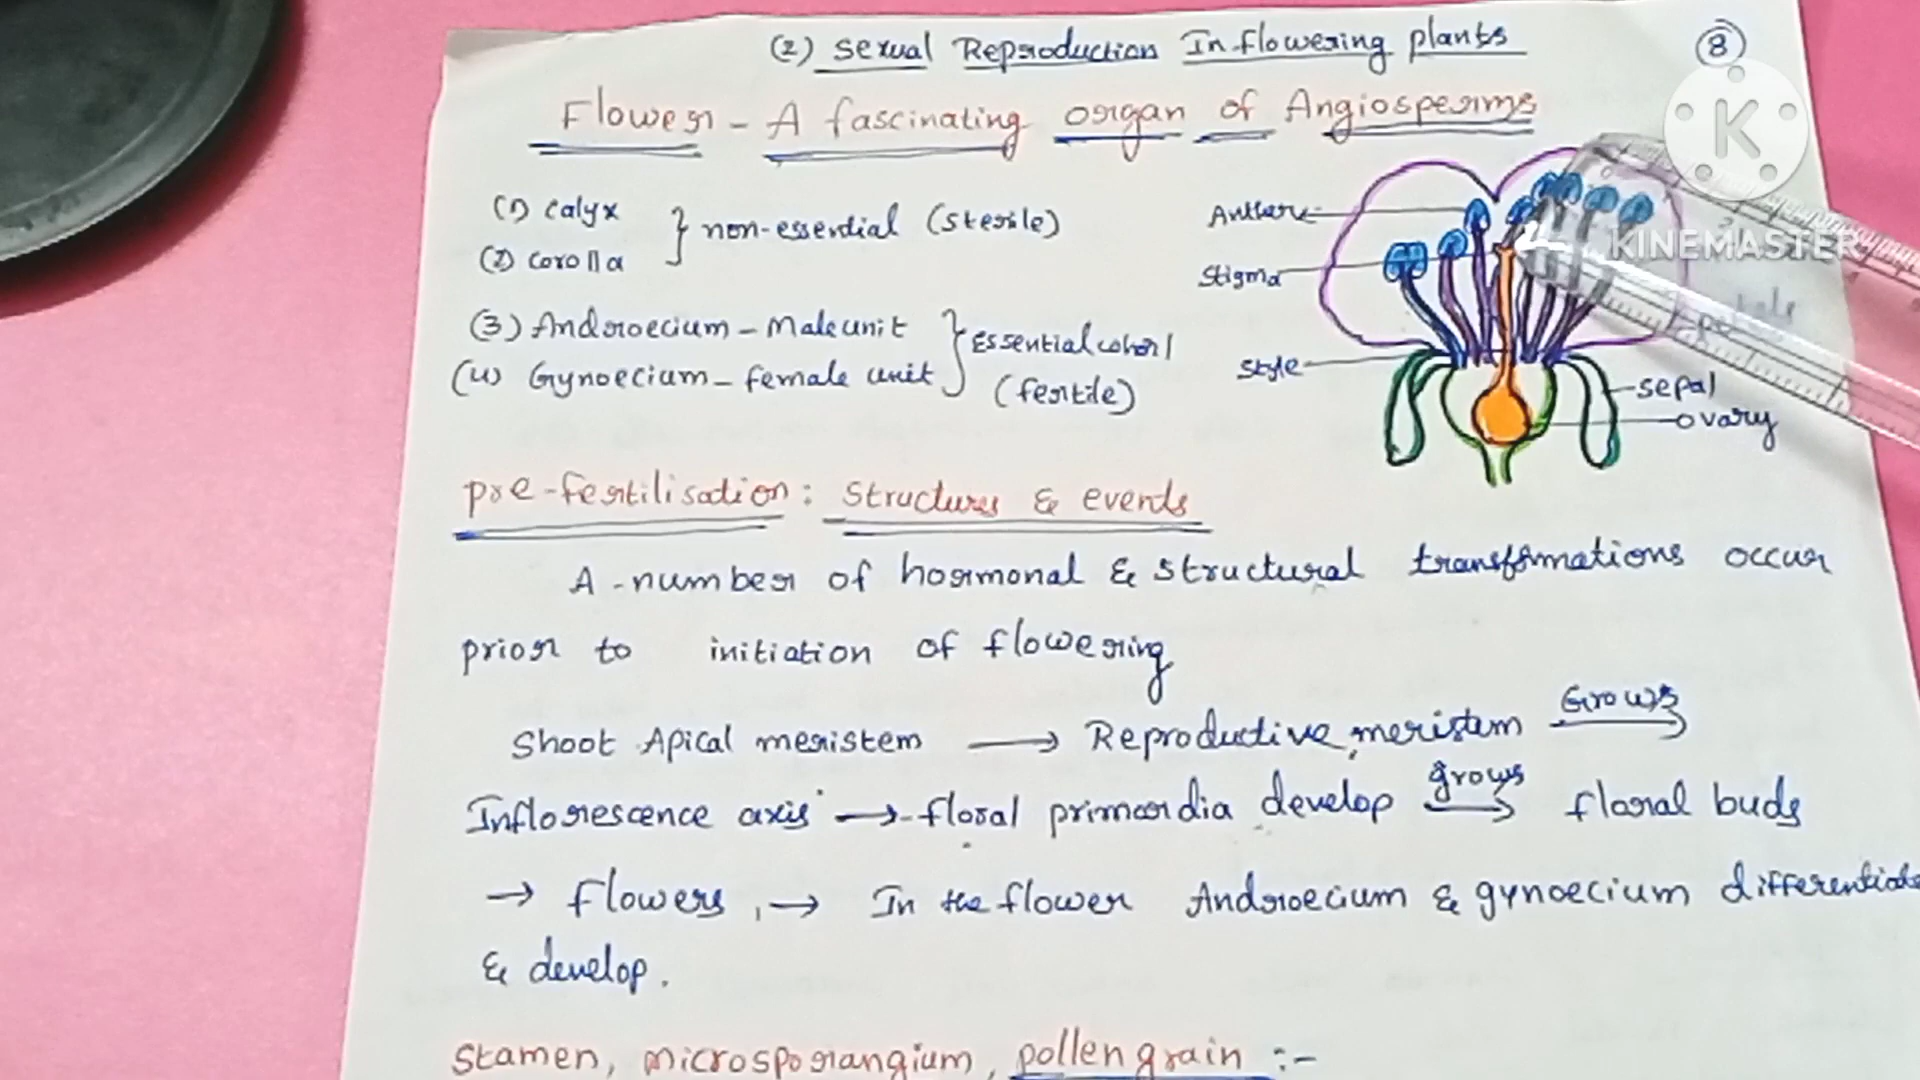 (2) Sexual Reproduction In flowering plants
8
K
KINEMASTER
Flower - A fascinating organ of Angiosperms
(1) calyx
(2) corolla
} non-essential (sterile)
(3) Androecium - Male unit
(4) Gynoecium - female unit
} Essential
(fertile)
Anther
Stigma
Style
petals
sepal
ovary
pre-fertilisation : Structures & events
A number of hormonal & structural transformations occur
prior to initiation of flowering
Shoot Apical meristem → Reproductive meristem Grows →
Inflorescence axis → floral primordia develop grows → floral buds
→ Flowers, → In the flower Androecium & gynoecium differentiate
& develop.
Stamen, microsporangium, pollen grain :-